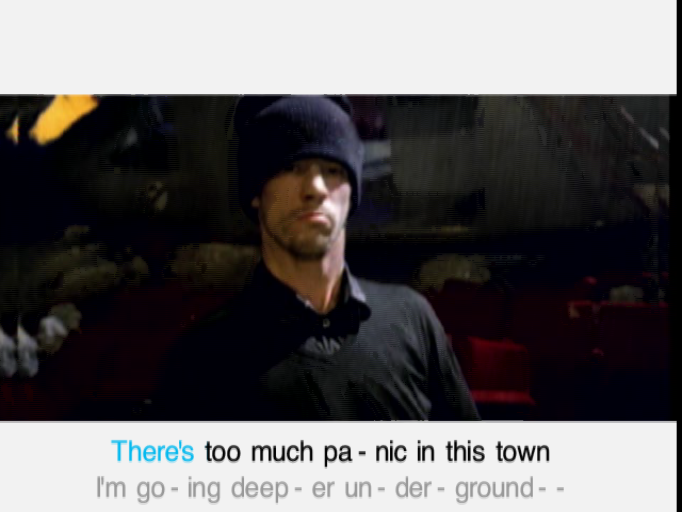 There's too much pa - nic in this town
I'm go - ing deep - er un - der - ground - -